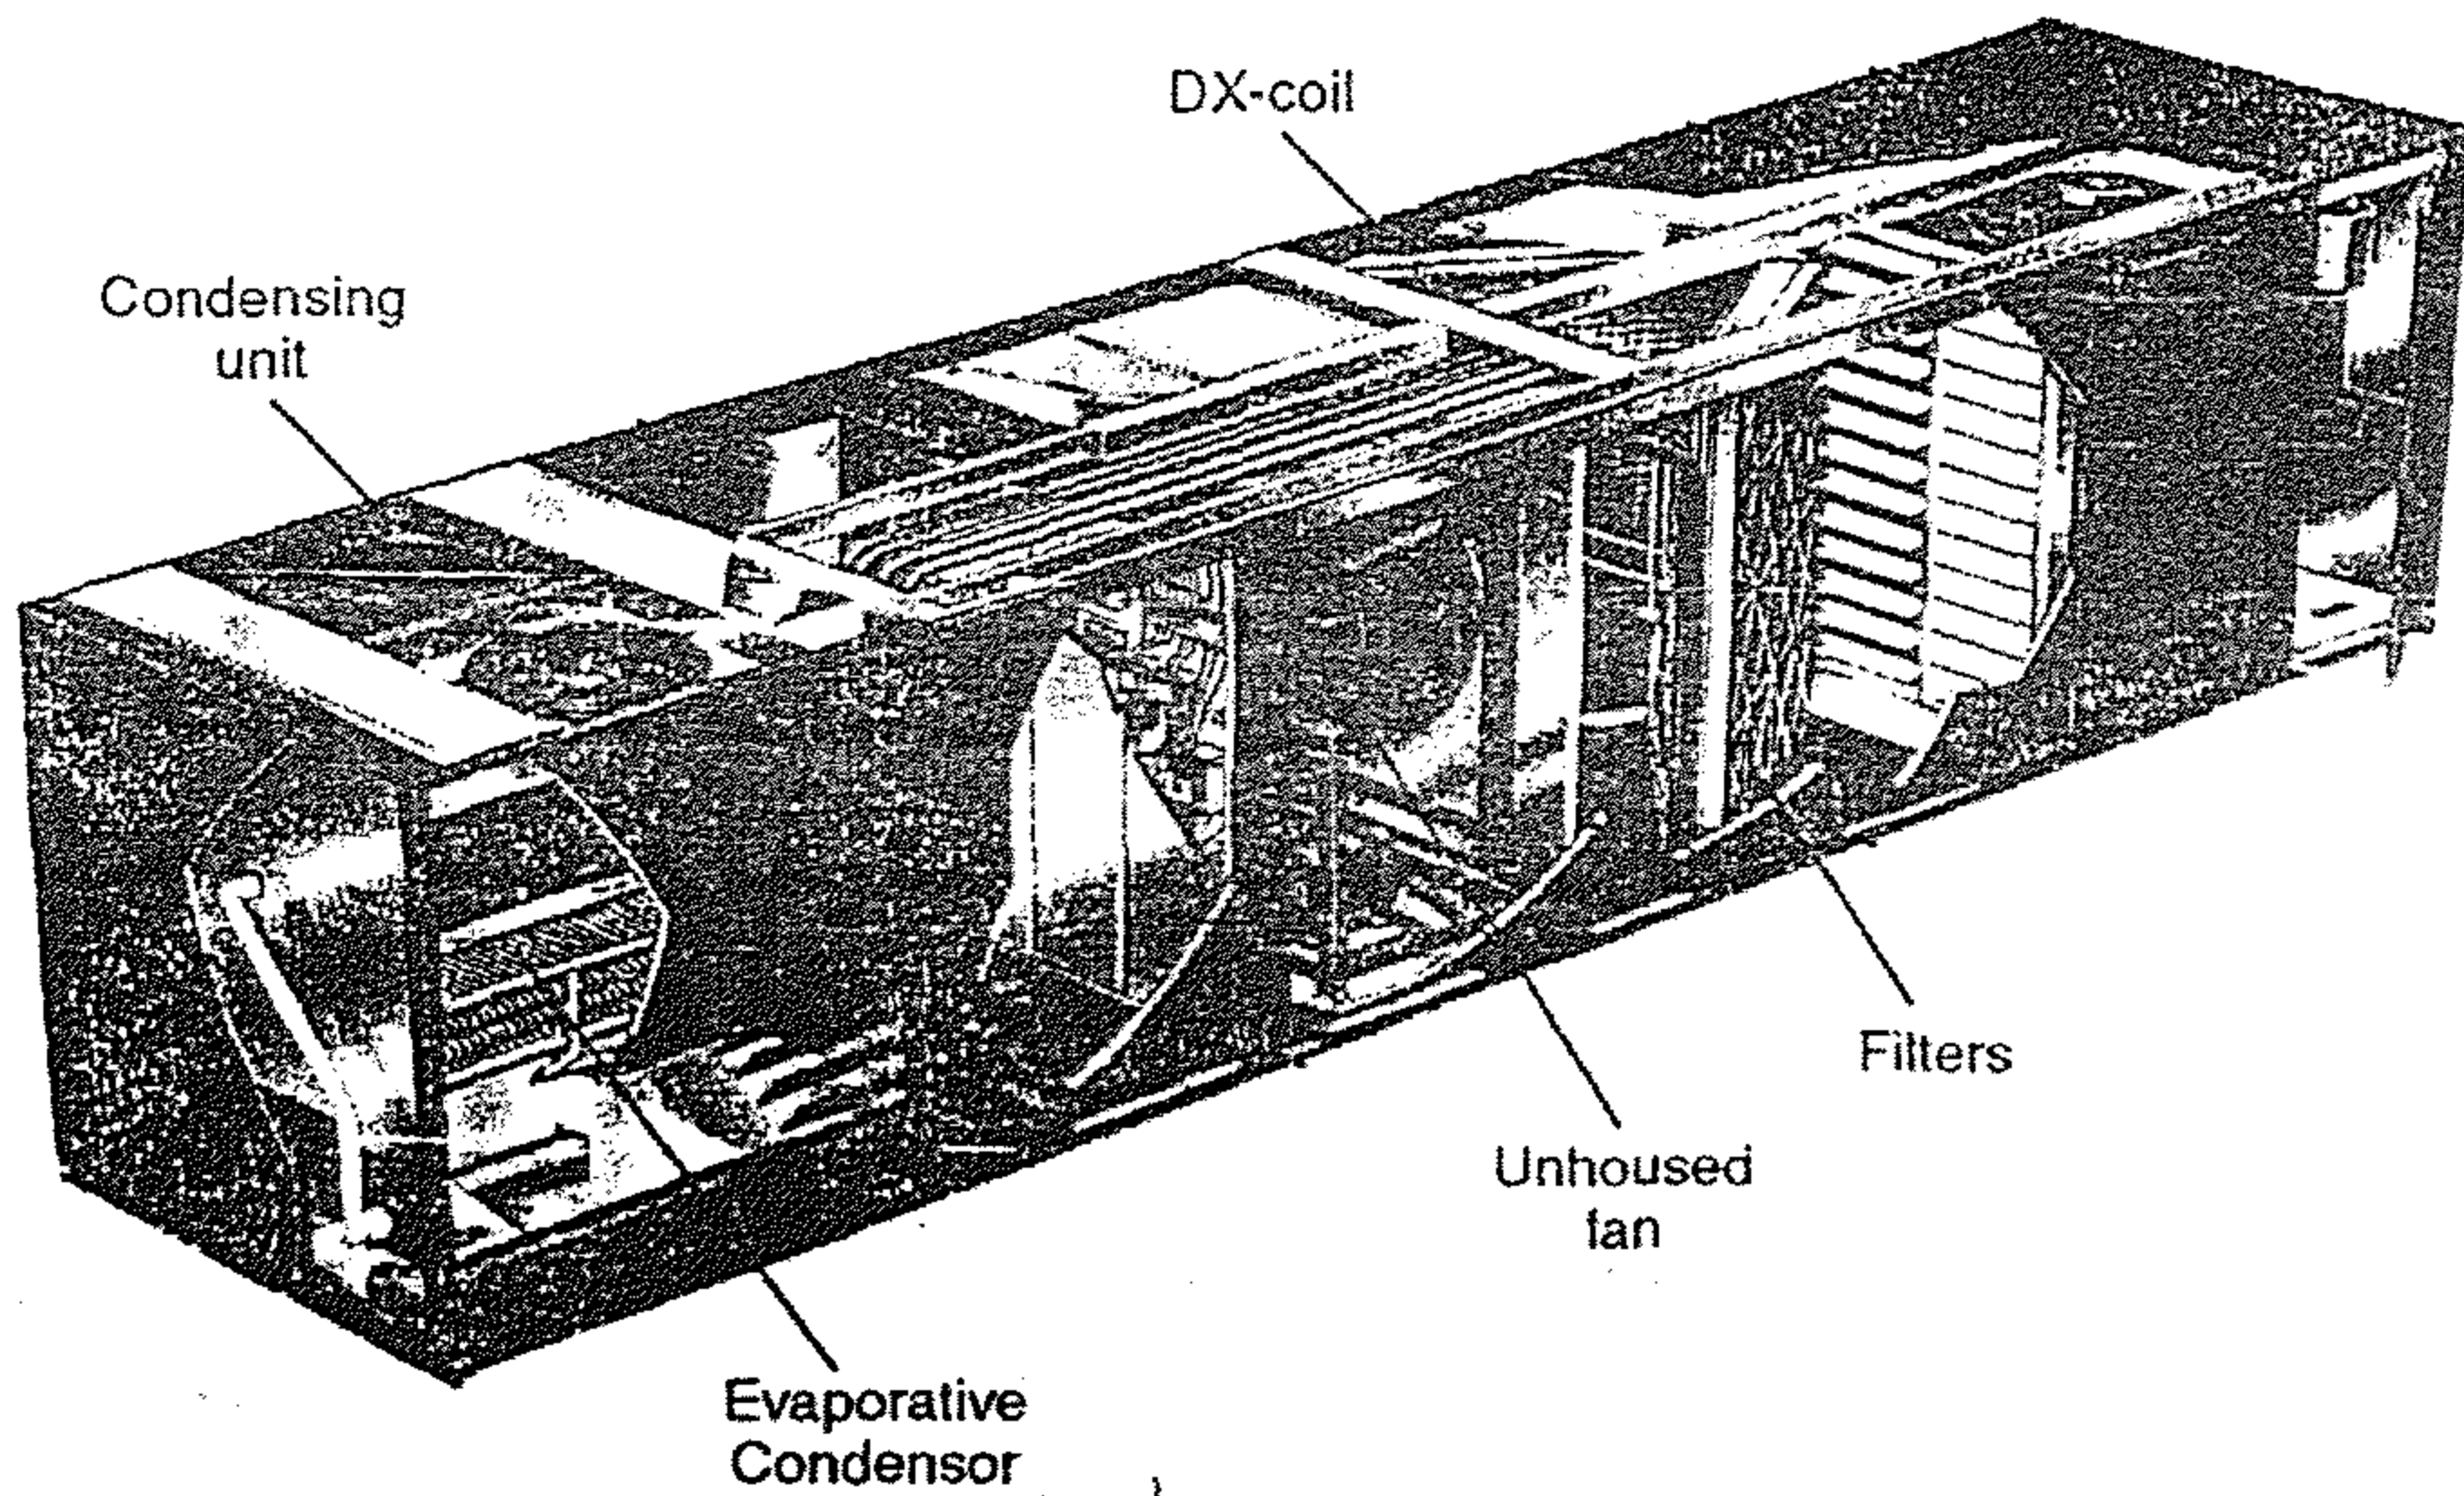 DX-coil
Condensing
unit
Filters
Unhoused
fan
Evaporative
Condensor